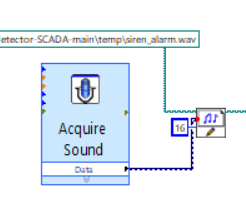 etector-SCADA-main\temp\siren_alarm.wav
Acquire
Sound
16
Data